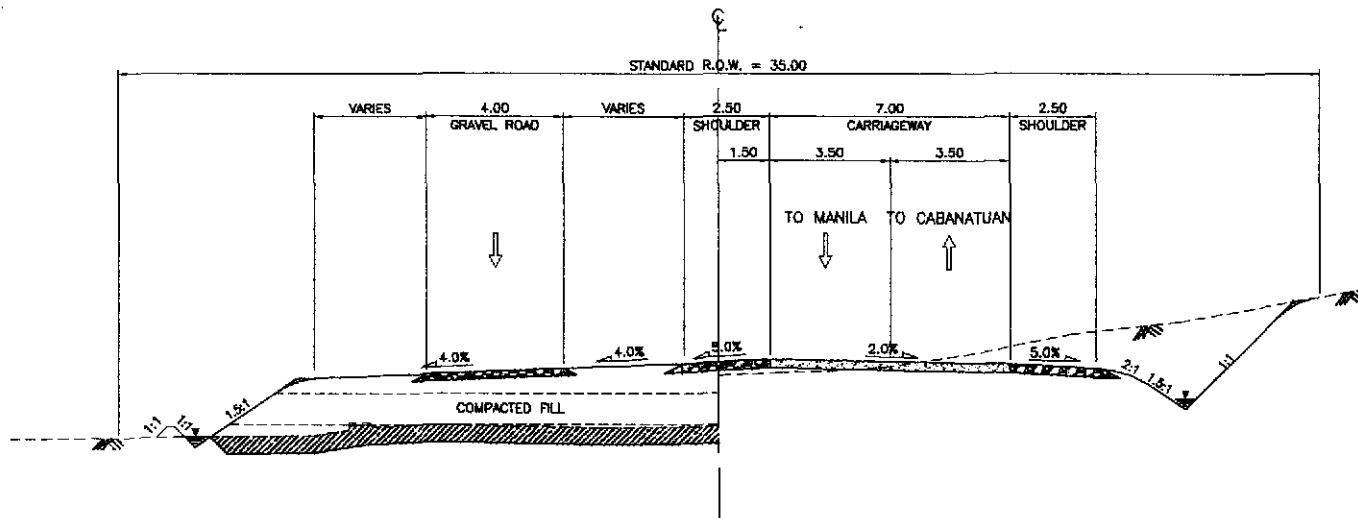 ℄
STANDARD R.O.W. = 35.00
VARIES 4.00 VARIES 2.50 7.00 2.50
GRAVEL ROAD SHOULDER CARRIAGEWAY SHOULDER
1.50 3.50 3.50
TO MANILA TO CABANATUAN
4.0% 4.0% 5.0% 2.0% 5.0%
2:1 1.5:1 1:1
COMPACTED FILL
1:1 1:1 1.5:1